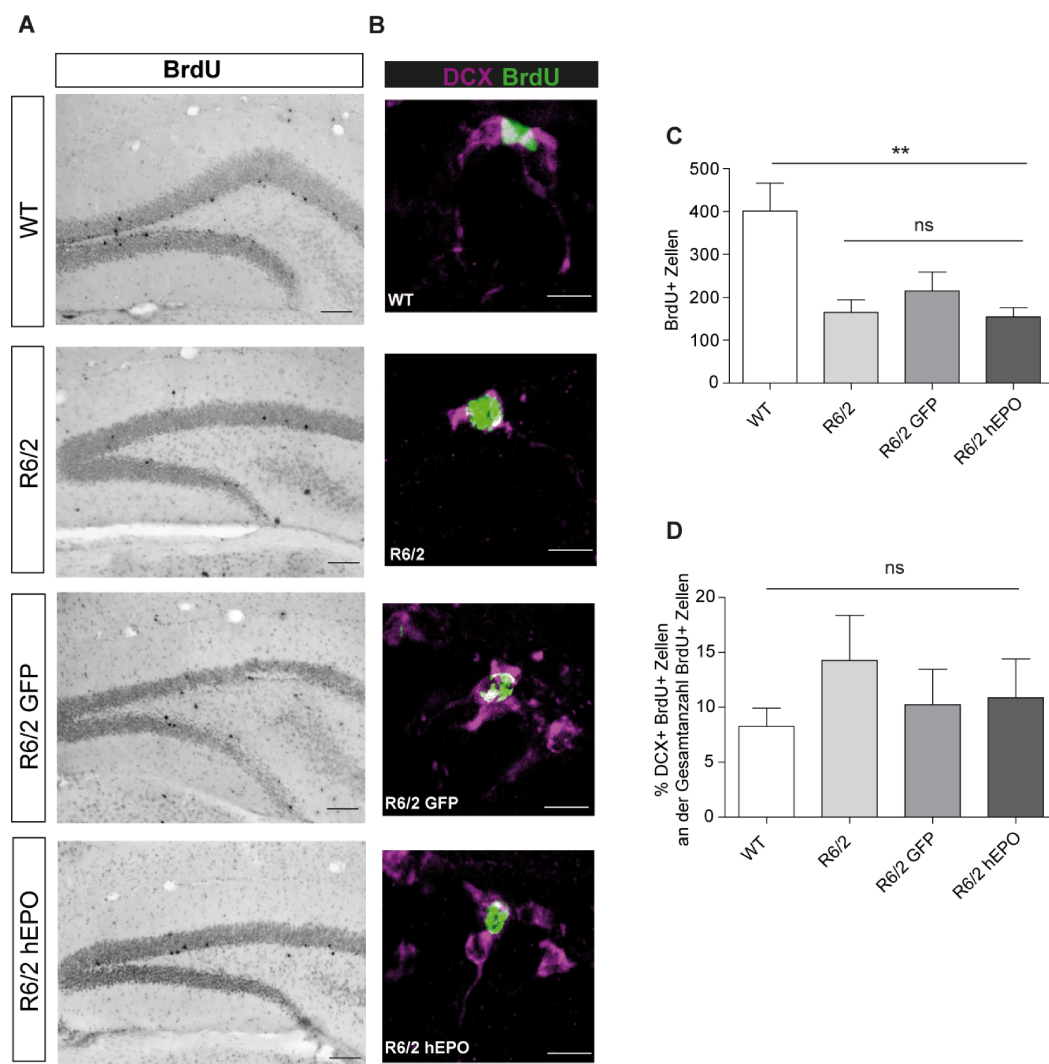 A
BrdU
WT
R6/2
R6/2 GFP
R6/2 hEPO
B
DCX BrdU
WT
R6/2
R6/2 GFP
R6/2 hEPO
C
**
ns
500
400
300
200
100
0
BrdU+ Zellen
WT
R6/2
R6/2 GFP
R6/2 hEPO
D
ns
20
15
10
5
0
% DCX+ BrdU+ Zellen
an der Gesamtanzahl BrdU+ Zellen
WT
R6/2
R6/2 GFP
R6/2 hEPO